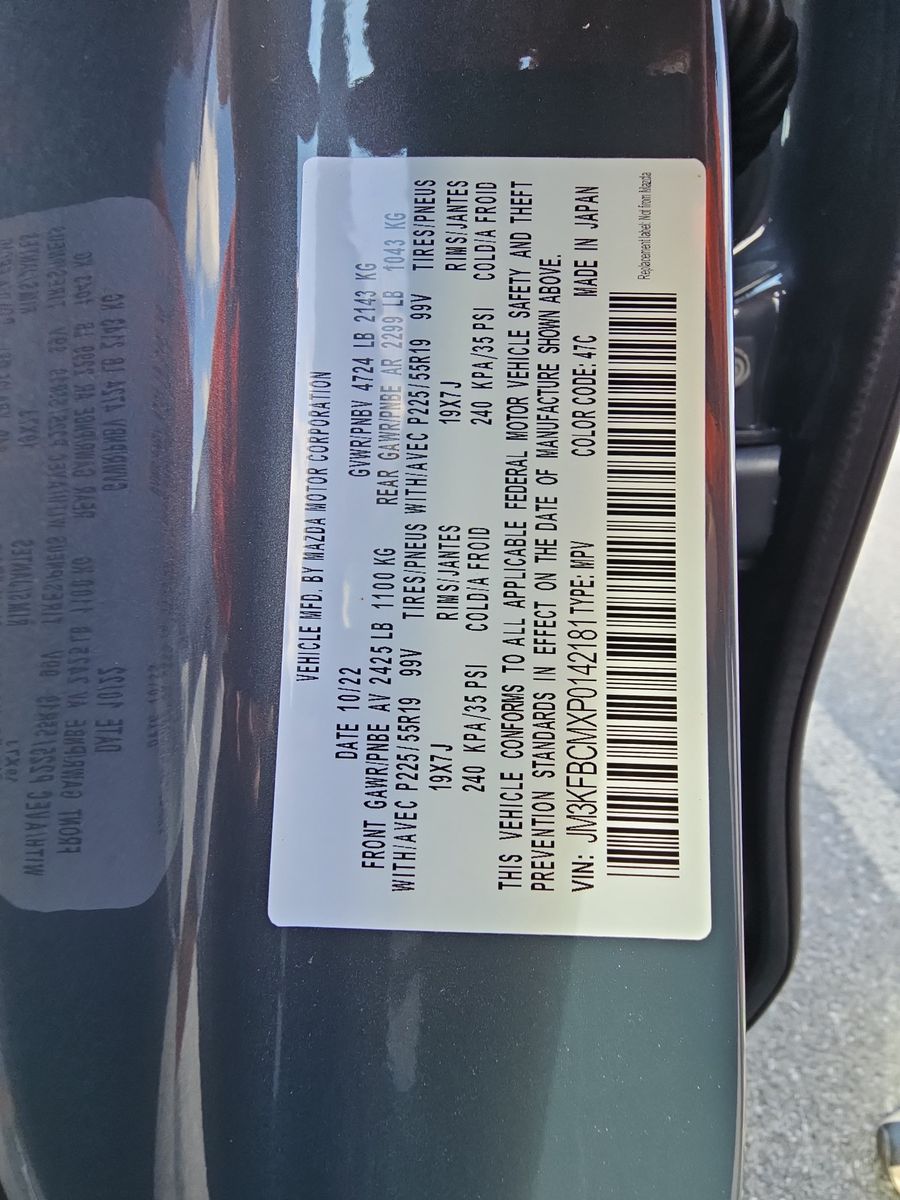 VEHICLE MFD. BY MAZDA MOTOR CORPORATION
DATE 10/22 GVWR/PNBV 4724 LB 2143 KG
FRONT GAWR/PNBE AV 2425 LB 1100 KG REAR GAWR/PNBE AR 2299 LB 1043 KG
WITH/AVEC P225/55R19 99V TIRES/PNEUS WITH/AVEC P225/55R19 99V TIRES/PNEUS
19X7J RIMS/JANTES 19X7J RIMS/JANTES
240 KPA/35 PSI COLD/A FROID 240 KPA/35 PSI COLD/A FROID
THIS VEHICLE CONFORMS TO ALL APPLICABLE FEDERAL MOTOR VEHICLE SAFETY AND THEFT
PREVENTION STANDARDS IN EFFECT ON THE DATE OF MANUFACTURE SHOWN ABOVE.
VIN: JM3KFBCMXP0142181 TYPE: MPV COLOR CODE: 47C MADE IN JAPAN
Replacement label: Not from Mazda